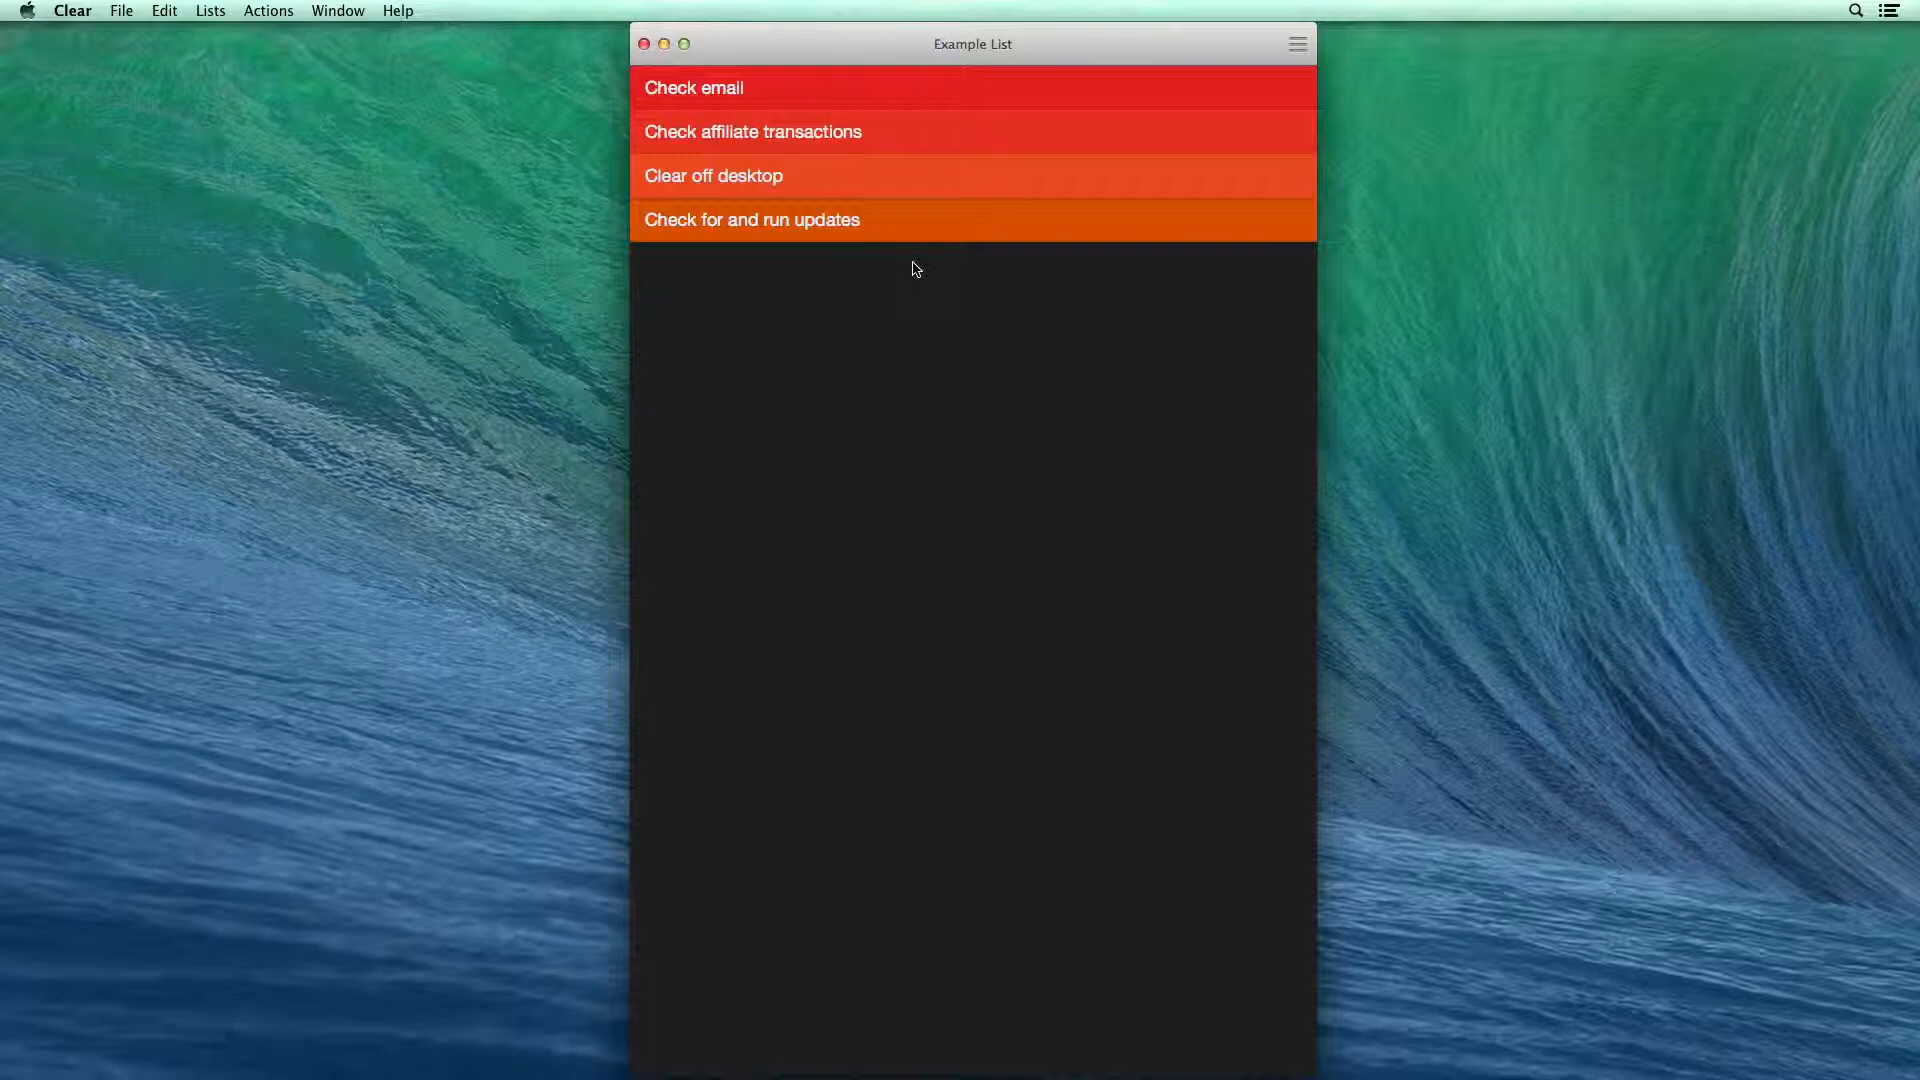 Clear File Edit Lists Actions Window Help
Example List
Check email
Check affiliate transactions
Clear off desktop
Check for and run updates